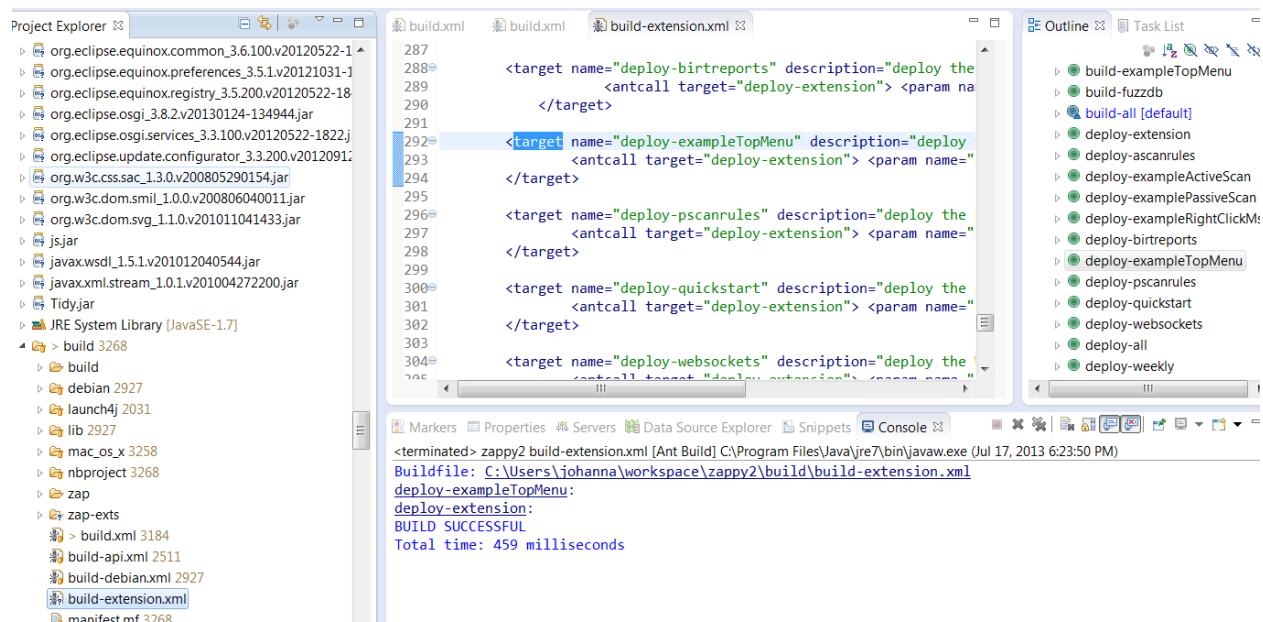 Project Explorer
org.eclipse.equinox.common_3.6.100.v20120522-1
org.eclipse.equinox.preferences_3.5.1.v20121031-1
org.eclipse.equinox.registry_3.5.200.v20120522-18
org.eclipse.osgi_3.8.2.v20130124-134944.jar
org.eclipse.osgi.services_3.3.100.v20120522-1822.j
org.eclipse.update.configurator_3.3.200.v20120912
org.w3c.css.sac_1.3.0.v200805290154.jar
org.w3c.dom.smil_1.0.0.v200806040011.jar
org.w3c.dom.svg_1.1.0.v201011041433.jar
js.jar
javax.wsdl_1.5.1.v201012040544.jar
javax.xml.stream_1.0.1.v201004272200.jar
Tidy.jar
JRE System Library [JavaSE-1.7]
> build 3268
build
debian 2927
launch4j 2031
lib 2927
mac_os_x 3258
nbproject 3268
zap
zap-exts
> build.xml 3184
build-api.xml 2511
build-debian.xml 2927
build-extension.xml
manifest.mf 3268
build.xml build.xml build-extension.xml
287
288 <target name="deploy-birtreports" description="deploy the
289 <antcall target="deploy-extension"> <param na
290 </target>
291
292 <target name="deploy-exampleTopMenu" description="deploy
293 <antcall target="deploy-extension"> <param name="
294 </target>
295
296 <target name="deploy-pscanrules" description="deploy the
297 <antcall target="deploy-extension"> <param name="
298 </target>
299
300 <target name="deploy-quickstart" description="deploy the
301 <antcall target="deploy-extension"> <param name="
302 </target>
303
304 <target name="deploy-websockets" description="deploy the
305 <antcall target="deploy-extension"> <param name="
Outline Task List
build-exampleTopMenu
build-fuzzdb
build-all [default]
deploy-extension
deploy-ascanrules
deploy-exampleActiveScan
deploy-examplePassiveScan
deploy-exampleRightClickMs
deploy-birtreports
deploy-exampleTopMenu
deploy-pscanrules
deploy-quickstart
deploy-websockets
deploy-all
deploy-weekly
Markers Properties Servers Data Source Explorer Snippets Console
<terminated> zappy2 build-extension.xml [Ant Build] C:\Program Files\Java\jre7\bin\javaw.exe (Jul 17, 2013 6:23:50 PM)
Buildfile: C:\Users\johanna\workspace\zappy2\build\build-extension.xml
deploy-exampleTopMenu:
deploy-extension:
BUILD SUCCESSFUL
Total time: 459 milliseconds